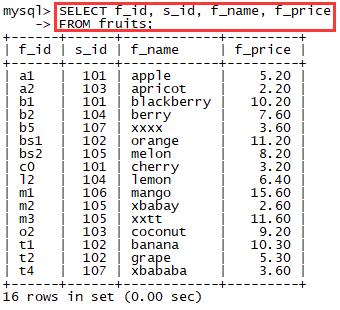 mysql> SELECT f_id, s_id, f_name, f_price
    -> FROM fruits;
+------+------+------------+---------+
| f_id | s_id | f_name     | f_price |
+------+------+------------+---------+
| a1   |  101 | apple      |    5.20 |
| a2   |  103 | apricot    |    2.20 |
| b1   |  101 | blackberry |   10.20 |
| b2   |  104 | berry      |    7.60 |
| b5   |  107 | xxxx       |    3.60 |
| bs1  |  102 | orange     |   11.20 |
| bs2  |  105 | melon      |    8.20 |
| c0   |  101 | cherry     |    3.20 |
| l2   |  104 | lemon      |    6.40 |
| m1   |  106 | mango      |   15.60 |
| m2   |  105 | xbabay     |    2.60 |
| m3   |  105 | xxtt       |   11.60 |
| o2   |  103 | coconut    |    9.20 |
| t1   |  102 | banana     |   10.30 |
| t2   |  102 | grape      |    5.30 |
| t4   |  107 | xbababa    |    3.60 |
+------+------+------------+---------+
16 rows in set (0.00 sec)